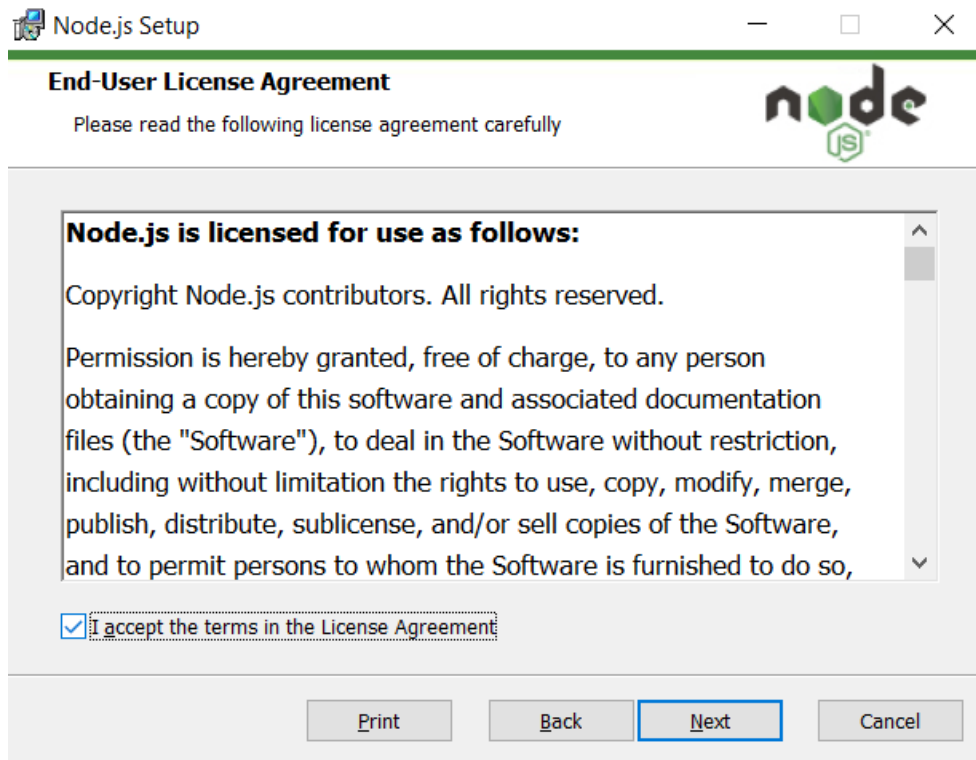 Node.js Setup
End-User License Agreement
Please read the following license agreement carefully
node
JS
Node.js is licensed for use as follows:
Copyright Node.js contributors. All rights reserved.
Permission is hereby granted, free of charge, to any person
obtaining a copy of this software and associated documentation
files (the "Software"), to deal in the Software without restriction,
including without limitation the rights to use, copy, modify, merge,
publish, distribute, sublicense, and/or sell copies of the Software,
and to permit persons to whom the Software is furnished to do so,
I accept the terms in the License Agreement
Print Back Next Cancel